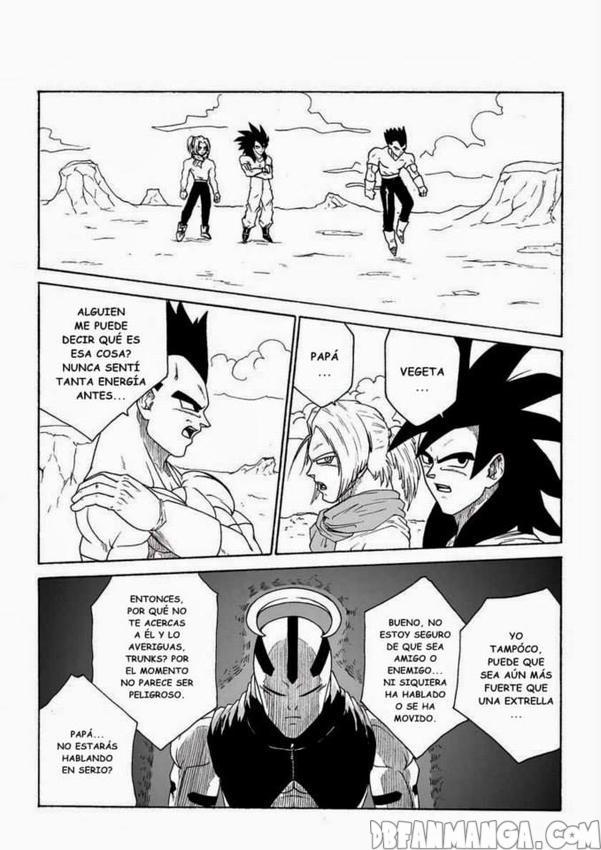 ALGUIEN
ME PUEDE
DECIR QUÉ ES
ESA COSA?
NUNCA SENTÍ
TANTA ENERGÍA
ANTES...
PAPÁ
...
VEGETA
...
ENTONCES,
POR QUÉ NO
TE ACERCAS
A ÉL Y LO
AVERIGUAS,
TRUNKS? POR
EL MOMENTO
NO PARECE SER
PELIGROSO.
BUENO, NO
ESTOY SEGURO
DE QUE SEA
AMIGO O
ENEMIGO...
NI SIQUIERA
HA HABLADO
O SE HA
MOVIDO.
YO
TAMPÓCO,
PUEDE QUE
SEA AÚN MÁS
FUERTE QUE
UNA EXTRELLA
...
PAPÁ...
NO ESTARÁS
HABLANDO
EN SERIO?
DBFANMANGA.COM